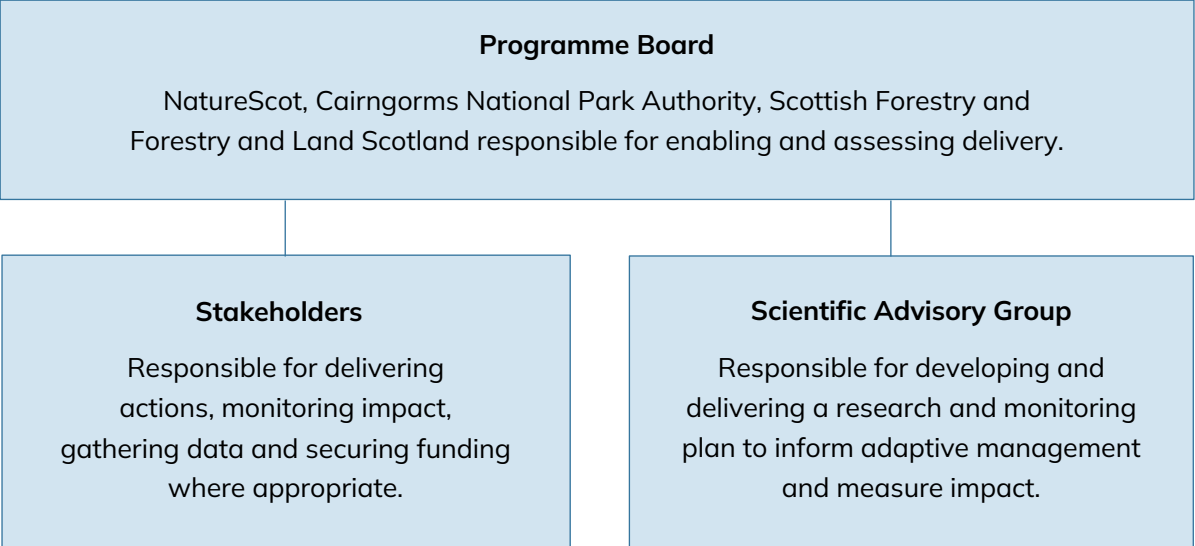 Programme Board
NatureScot, Cairngorms National Park Authority, Scottish Forestry and
Forestry and Land Scotland responsible for enabling and assessing delivery.
Stakeholders
Responsible for delivering
actions, monitoring impact,
gathering data and securing funding
where appropriate.
Scientific Advisory Group
Responsible for developing and
delivering a research and monitoring
plan to inform adaptive management
and measure impact.